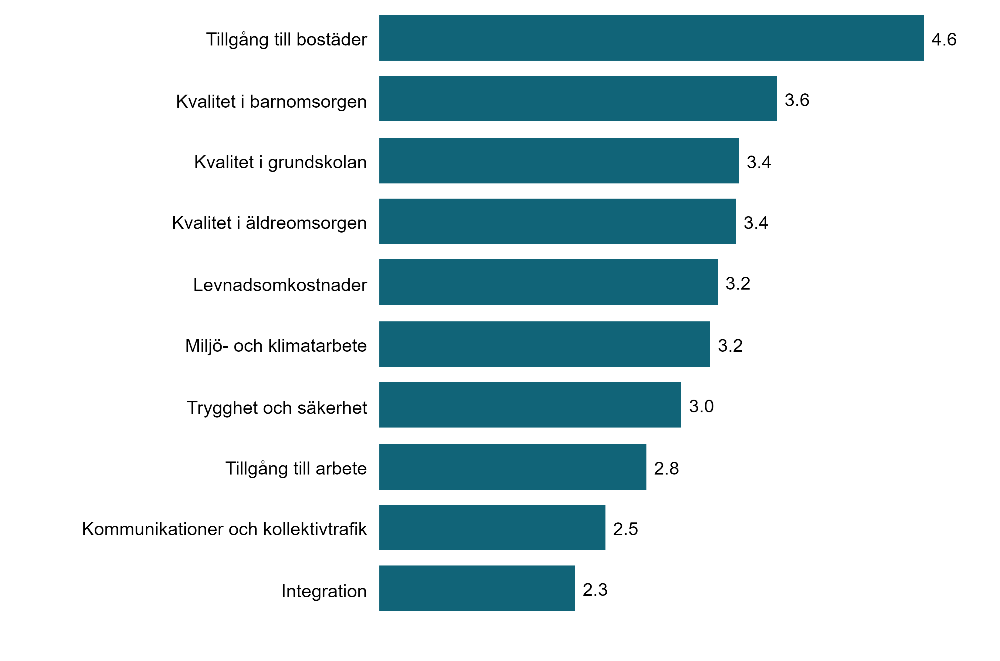 Tillgång till bostäder 4.6
Kvalitet i barnomsorgen 3.6
Kvalitet i grundskolan 3.4
Kvalitet i äldreomsorgen 3.4
Levnadsomkostnader 3.2
Miljö- och klimatarbete 3.2
Trygghet och säkerhet 3.0
Tillgång till arbete 2.8
Kommunikationer och kollektivtrafik 2.5
Integration 2.3